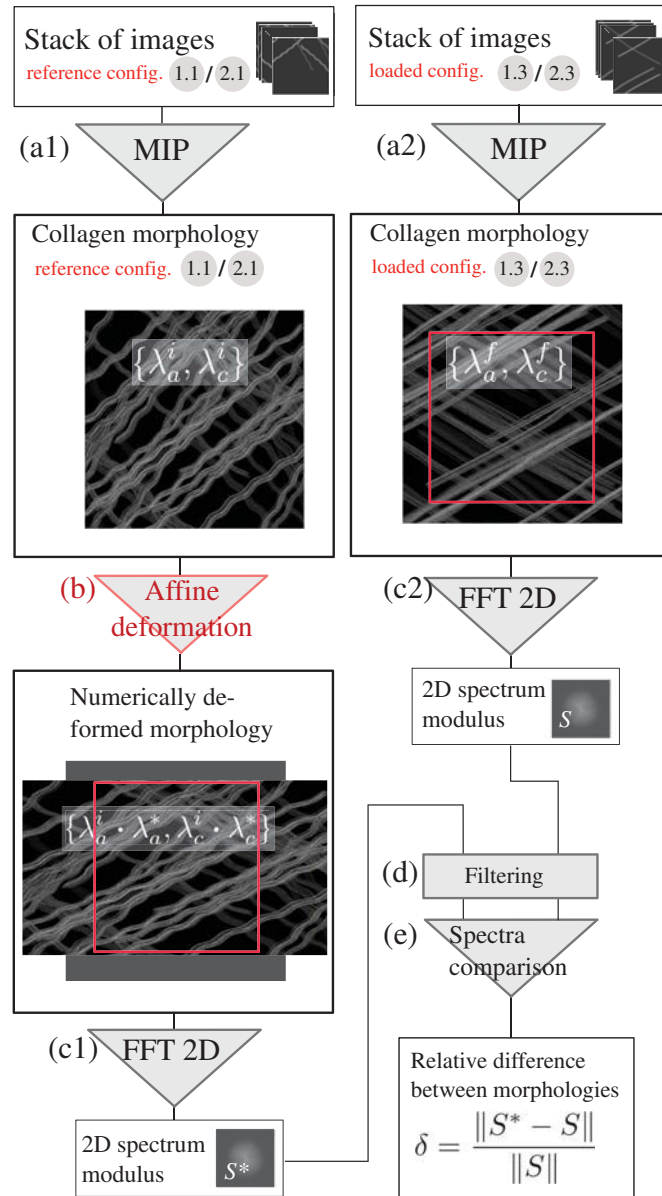 Stack of images
reference config. 1.1 / 2.1
(a1) MIP
Collagen morphology
reference config. 1.1 / 2.1
{λ_a^i, λ_c^i}
(b) Affine
deformation
Numerically de-
formed morphology
{λ_a^i · λ_a^*, λ_c^i · λ_c^*}
(c1) FFT 2D
2D spectrum
modulus S*
Stack of images
loaded config. 1.3 / 2.3
(a2) MIP
Collagen morphology
loaded config. 1.3 / 2.3
{λ_a^f, λ_c^f}
(c2) FFT 2D
2D spectrum
modulus S
(d) Filtering
(e) Spectra
comparison
Relative difference
between morphologies
δ = ‖S* − S‖ / ‖S‖